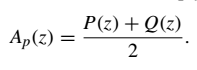 A_p(z) = \frac{P(z) + Q(z)}{2}.